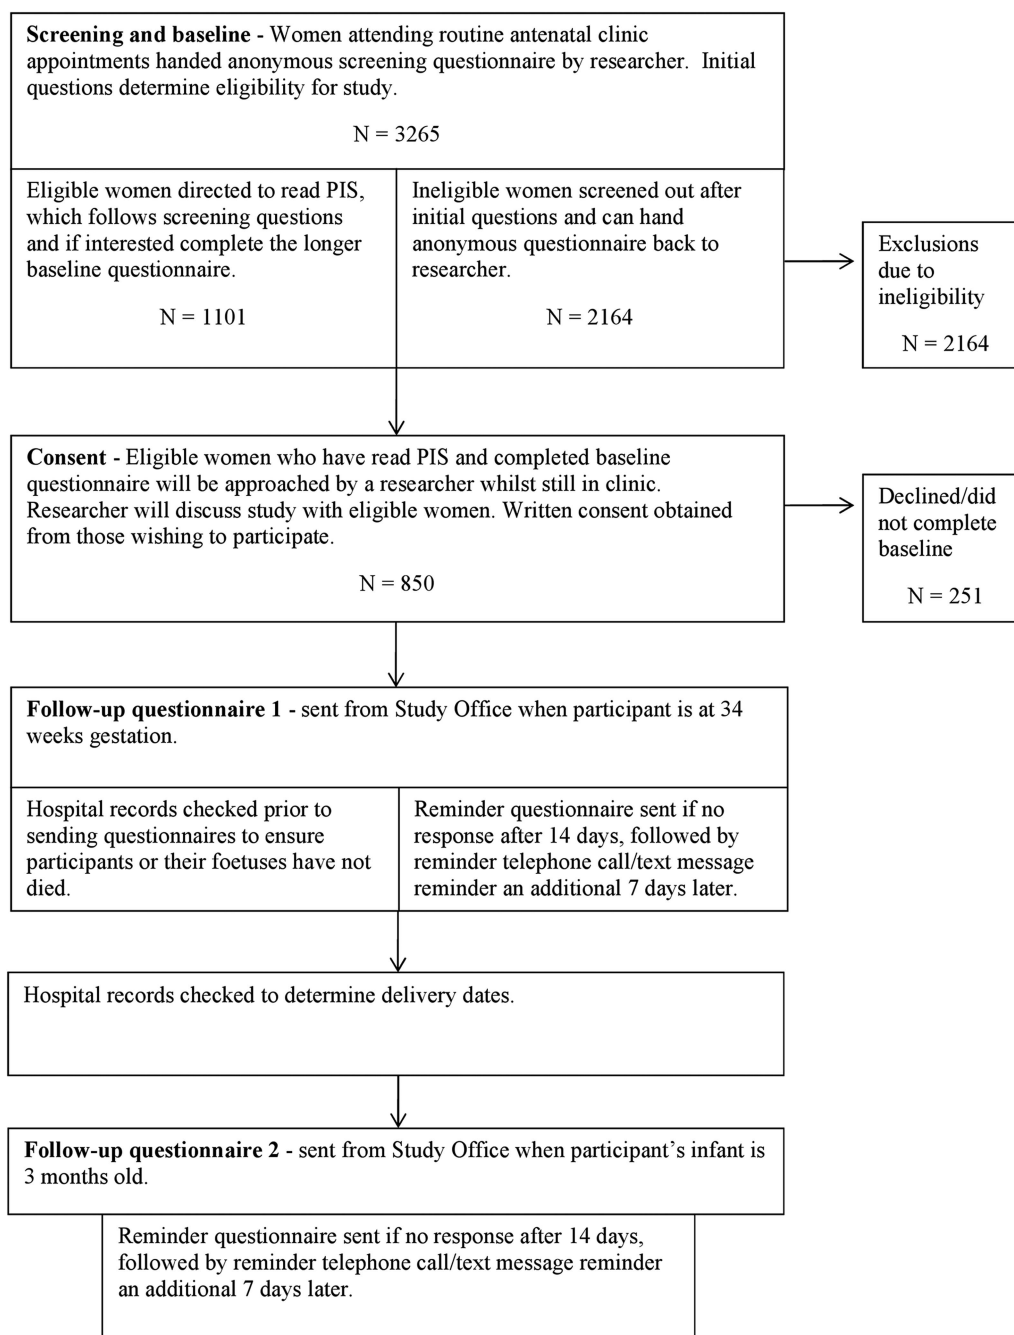 Screening and baseline - Women attending routine antenatal clinic
appointments handed anonymous screening questionnaire by researcher.  Initial
questions determine eligibility for study.
N = 3265
Eligible women directed to read PIS,
which follows screening questions
and if interested complete the longer
baseline questionnaire.
N = 1101
Ineligible women screened out after
initial questions and can hand
anonymous questionnaire back to
researcher.
N = 2164
Exclusions
due to
ineligibility
N = 2164
Consent - Eligible women who have read PIS and completed baseline
questionnaire will be approached by a researcher whilst still in clinic.
Researcher will discuss study with eligible women. Written consent obtained
from those wishing to participate.
N = 850
Declined/did
not complete
baseline
N = 251
Follow-up questionnaire 1 - sent from Study Office when participant is at 34
weeks gestation.
Hospital records checked prior to
sending questionnaires to ensure
participants or their foetuses have not
died.
Reminder questionnaire sent if no
response after 14 days, followed by
reminder telephone call/text message
reminder an additional 7 days later.
Hospital records checked to determine delivery dates.
Follow-up questionnaire 2 - sent from Study Office when participant’s infant is
3 months old.
Reminder questionnaire sent if no response after 14 days,
followed by reminder telephone call/text message reminder
an additional 7 days later.